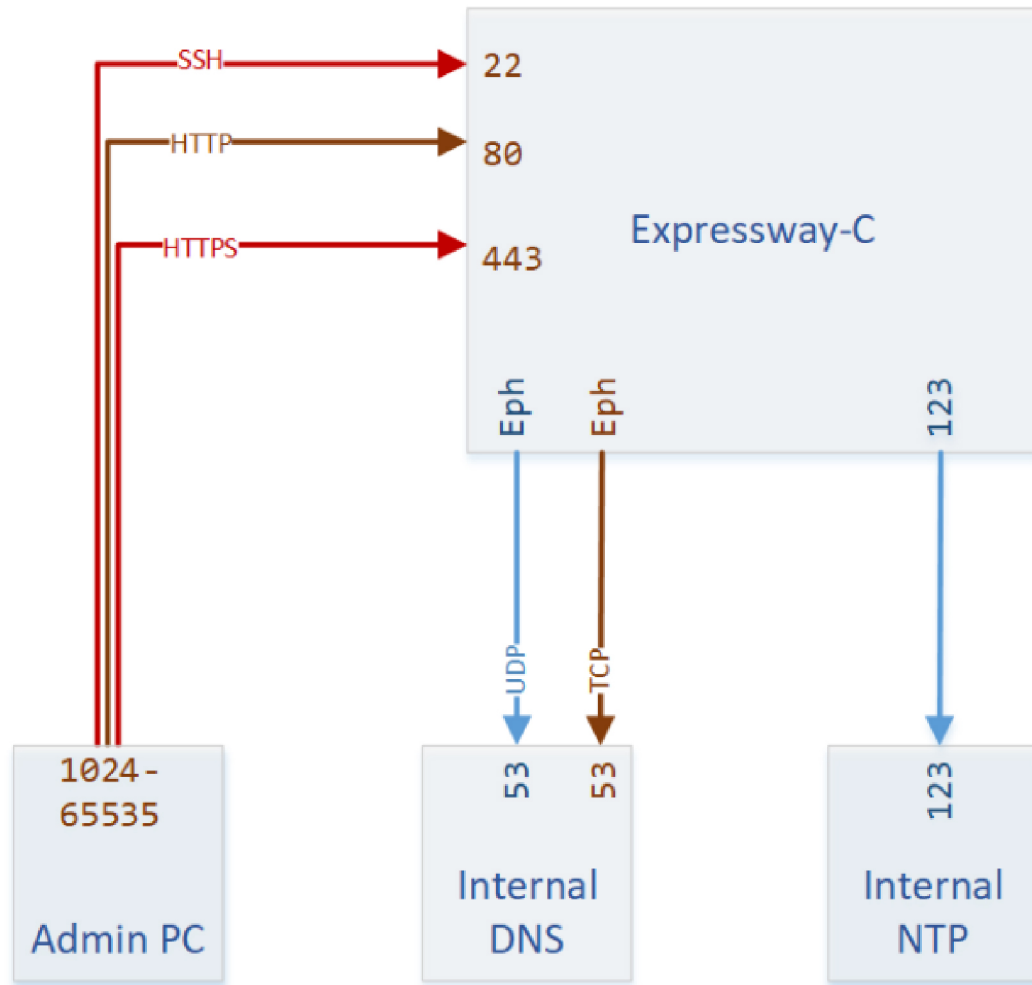 SSH
22
HTTP
80
Expressway-C
HTTPS
443
Eph
Eph
123
UDP
TCP
1024-
65535
53
53
123
Admin PC
Internal
DNS
Internal
NTP